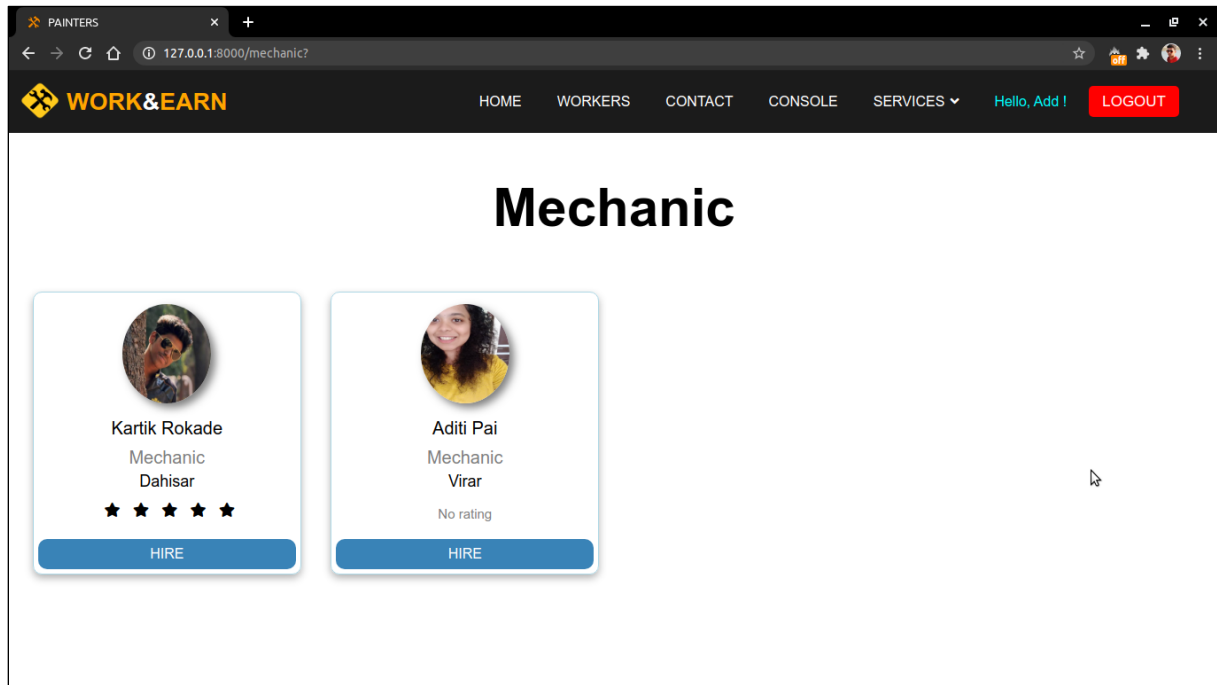 PAINTERS
127.0.0.1:8000/mechanic?
off
WORK&EARN HOME WORKERS CONTACT CONSOLE SERVICES Hello, Add ! LOGOUT
Mechanic
Kartik Rokade
Mechanic
Dahisar
HIRE
Aditi Pai
Mechanic
Virar
No rating
HIRE